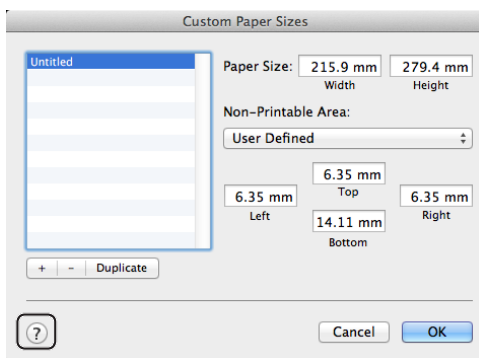 Custom Paper Sizes
Untitled
Paper Size: 215.9 mm 279.4 mm
Width Height
Non-Printable Area:
User Defined
6.35 mm
Top
6.35 mm 6.35 mm
Left Right
14.11 mm
Bottom
+ - Duplicate
? Cancel OK